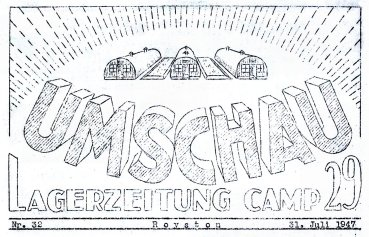 UMSCHAU
LAGERZEITUNG CAMP 29
Nr. 32 Royston 31. Juli 1947